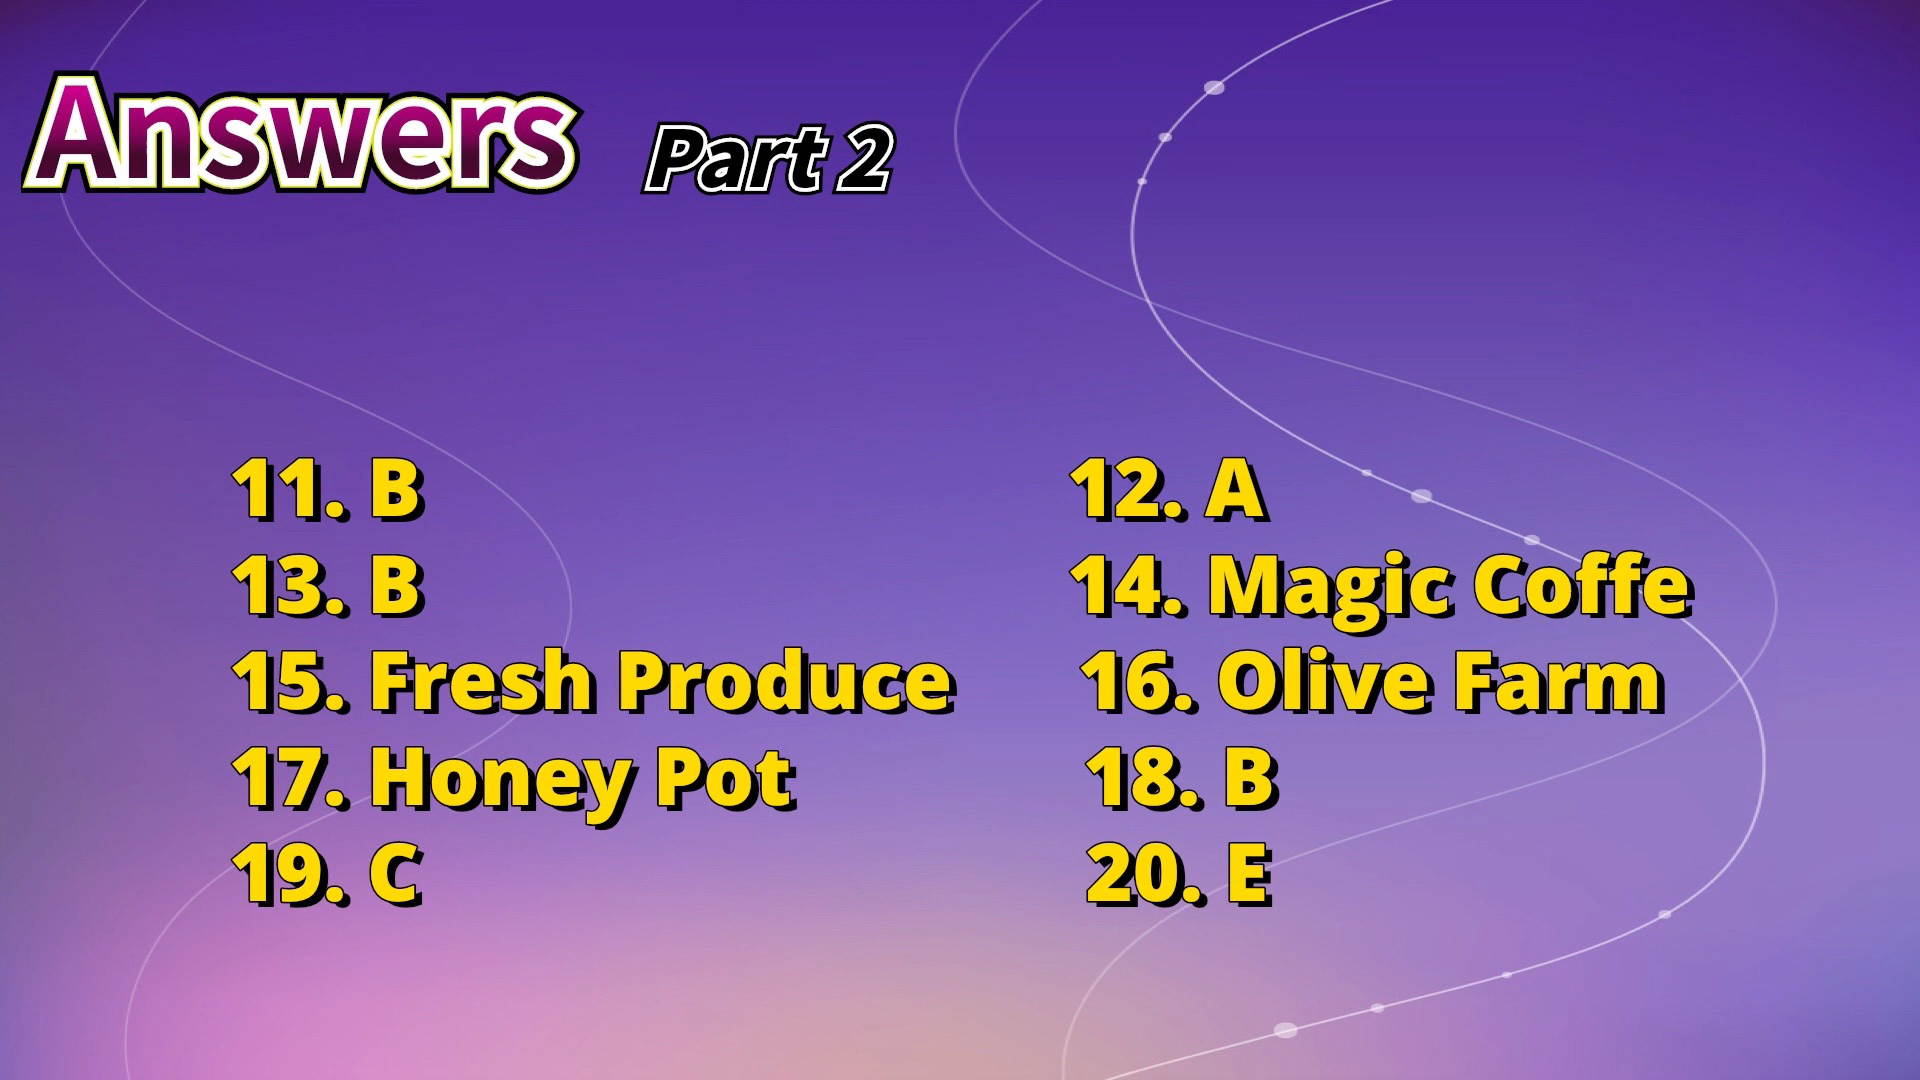 Answers Part 2
11. B 12. A
13. B 14. Magic Coffe
15. Fresh Produce 16. Olive Farm
17. Honey Pot 18. B
19. C 20. E